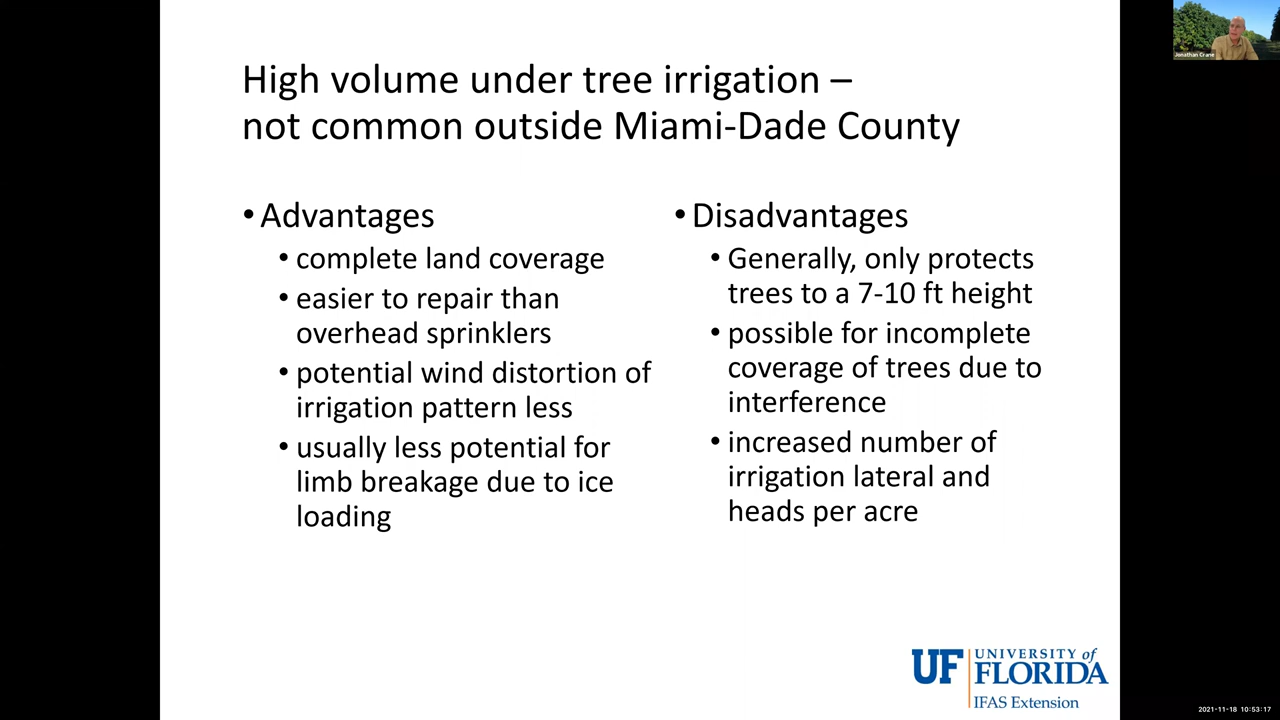 High volume under tree irrigation –
not common outside Miami-Dade County
• Advantages
• complete land coverage
• easier to repair than
overhead sprinklers
• potential wind distortion of
irrigation pattern less
• usually less potential for
limb breakage due to ice
loading
• Disadvantages
• Generally, only protects
trees to a 7-10 ft height
• possible for incomplete
coverage of trees due to
interference
• increased number of
irrigation lateral and
heads per acre
UF UNIVERSITY of
FLORIDA
IFAS Extension
Jonathan Crane
2021-11-18 10:53:17